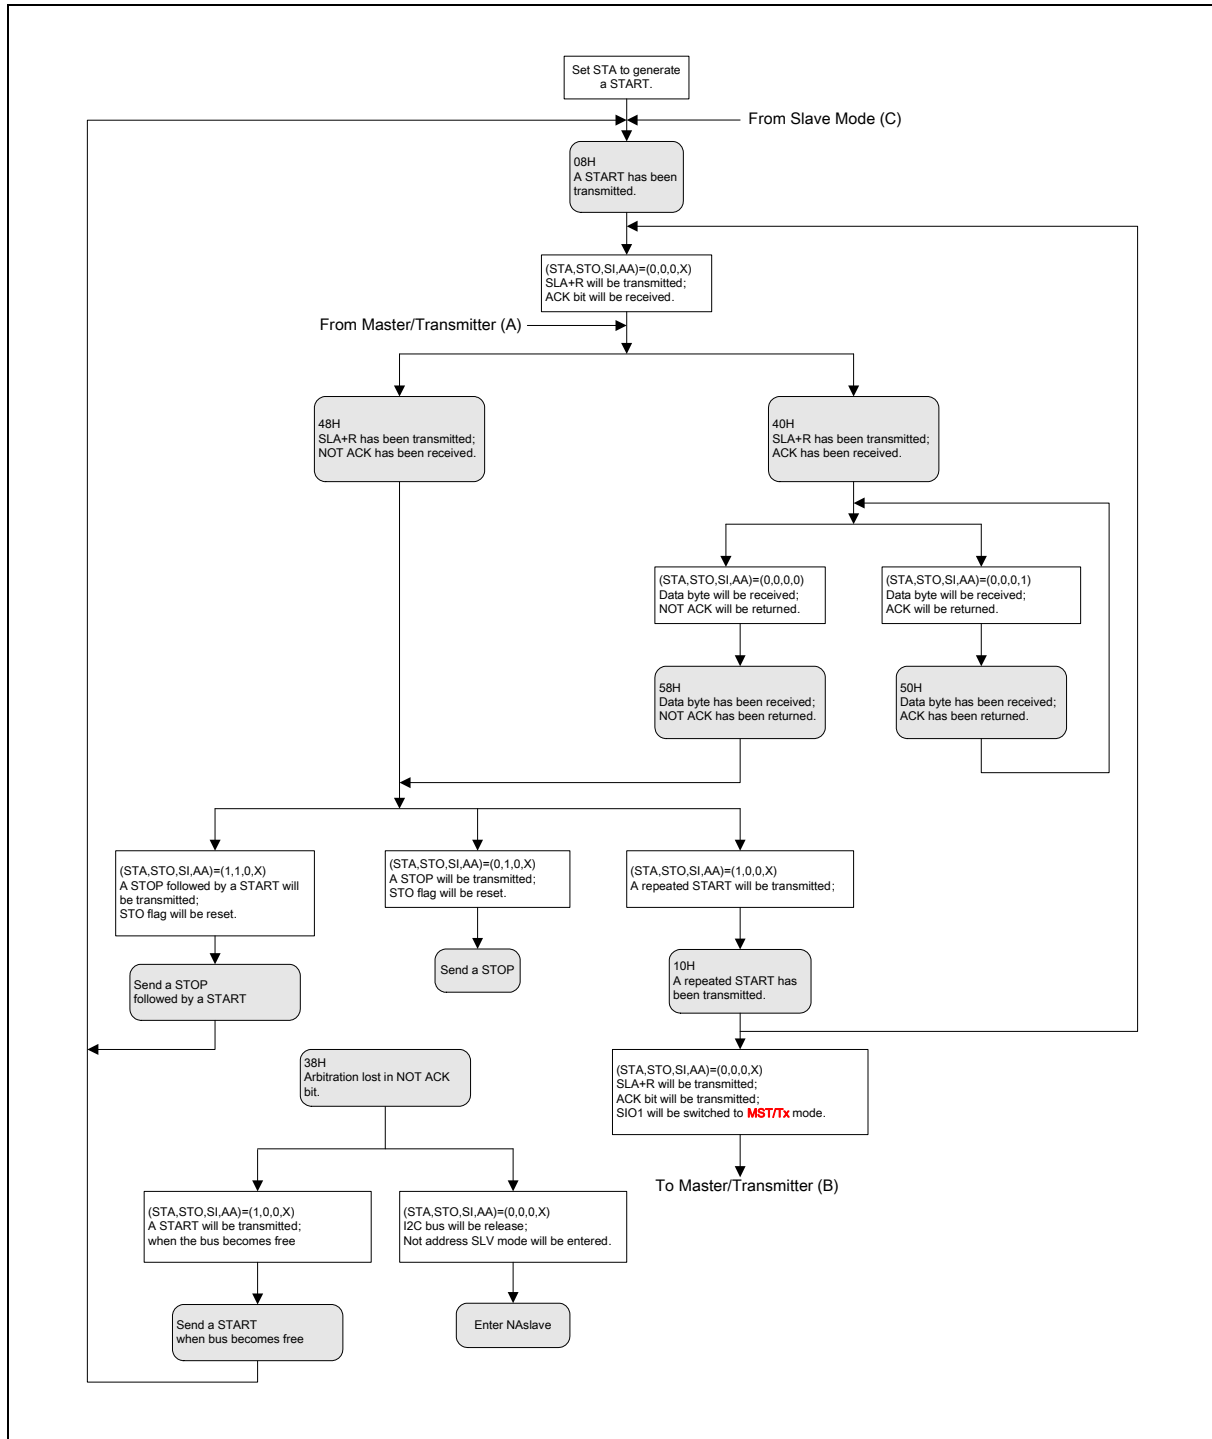 Set STA to generate
a START.
From Slave Mode (C)
08H
A START has been
transmitted.
(STA,STO,SI,AA)=(0,0,0,X)
SLA+R will be transmitted;
ACK bit will be received.
From Master/Transmitter (A)
48H
SLA+R has been transmitted;
NOT ACK has been received.
40H
SLA+R has been transmitted;
ACK has been received.
(STA,STO,SI,AA)=(0,0,0,0)
Data byte will be received;
NOT ACK will be returned.
(STA,STO,SI,AA)=(0,0,0,1)
Data byte will be received;
ACK will be returned.
58H
Data byte has been received;
NOT ACK has been returned.
50H
Data byte has been received;
ACK has been returned.
(STA,STO,SI,AA)=(1,1,0,X)
A STOP followed by a START will
be transmitted;
STO flag will be reset.
(STA,STO,SI,AA)=(0,1,0,X)
A STOP will be transmitted;
STO flag will be reset.
(STA,STO,SI,AA)=(1,0,0,X)
A repeated START will be transmitted;
Send a STOP
followed by a START
Send a STOP
10H
A repeated START has
been transmitted.
38H
Arbitration lost in NOT ACK
bit.
(STA,STO,SI,AA)=(0,0,0,X)
SLA+R will be transmitted;
ACK bit will be transmitted;
SIO1 will be switched to MST/Tx mode.
To Master/Transmitter (B)
(STA,STO,SI,AA)=(1,0,0,X)
A START will be transmitted;
when the bus becomes free
(STA,STO,SI,AA)=(0,0,0,X)
I2C bus will be release;
Not address SLV mode will be entered.
Send a START
when bus becomes free
Enter NAslave